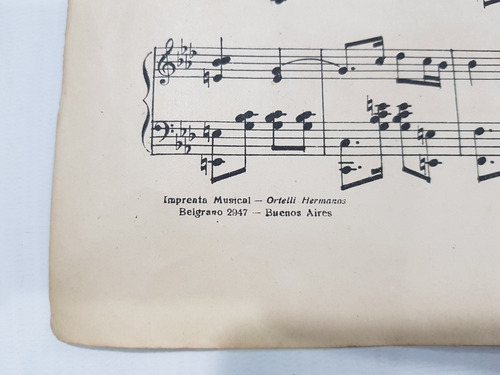 Imprenta Musical — Ortelli Hermanos
Belgrano 2947 — Buenos Aires